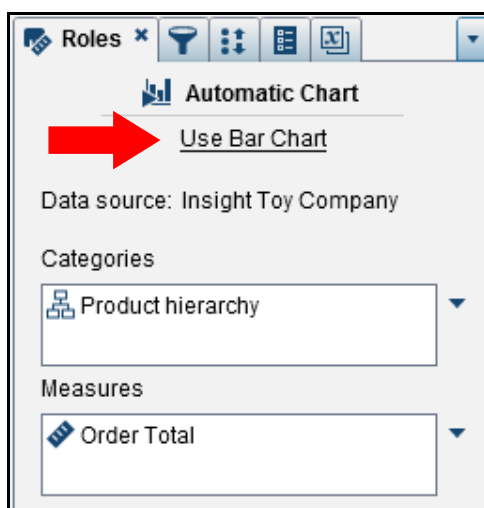 Roles
Automatic Chart
Use Bar Chart
Data source: Insight Toy Company
Categories
Product hierarchy
Measures
Order Total